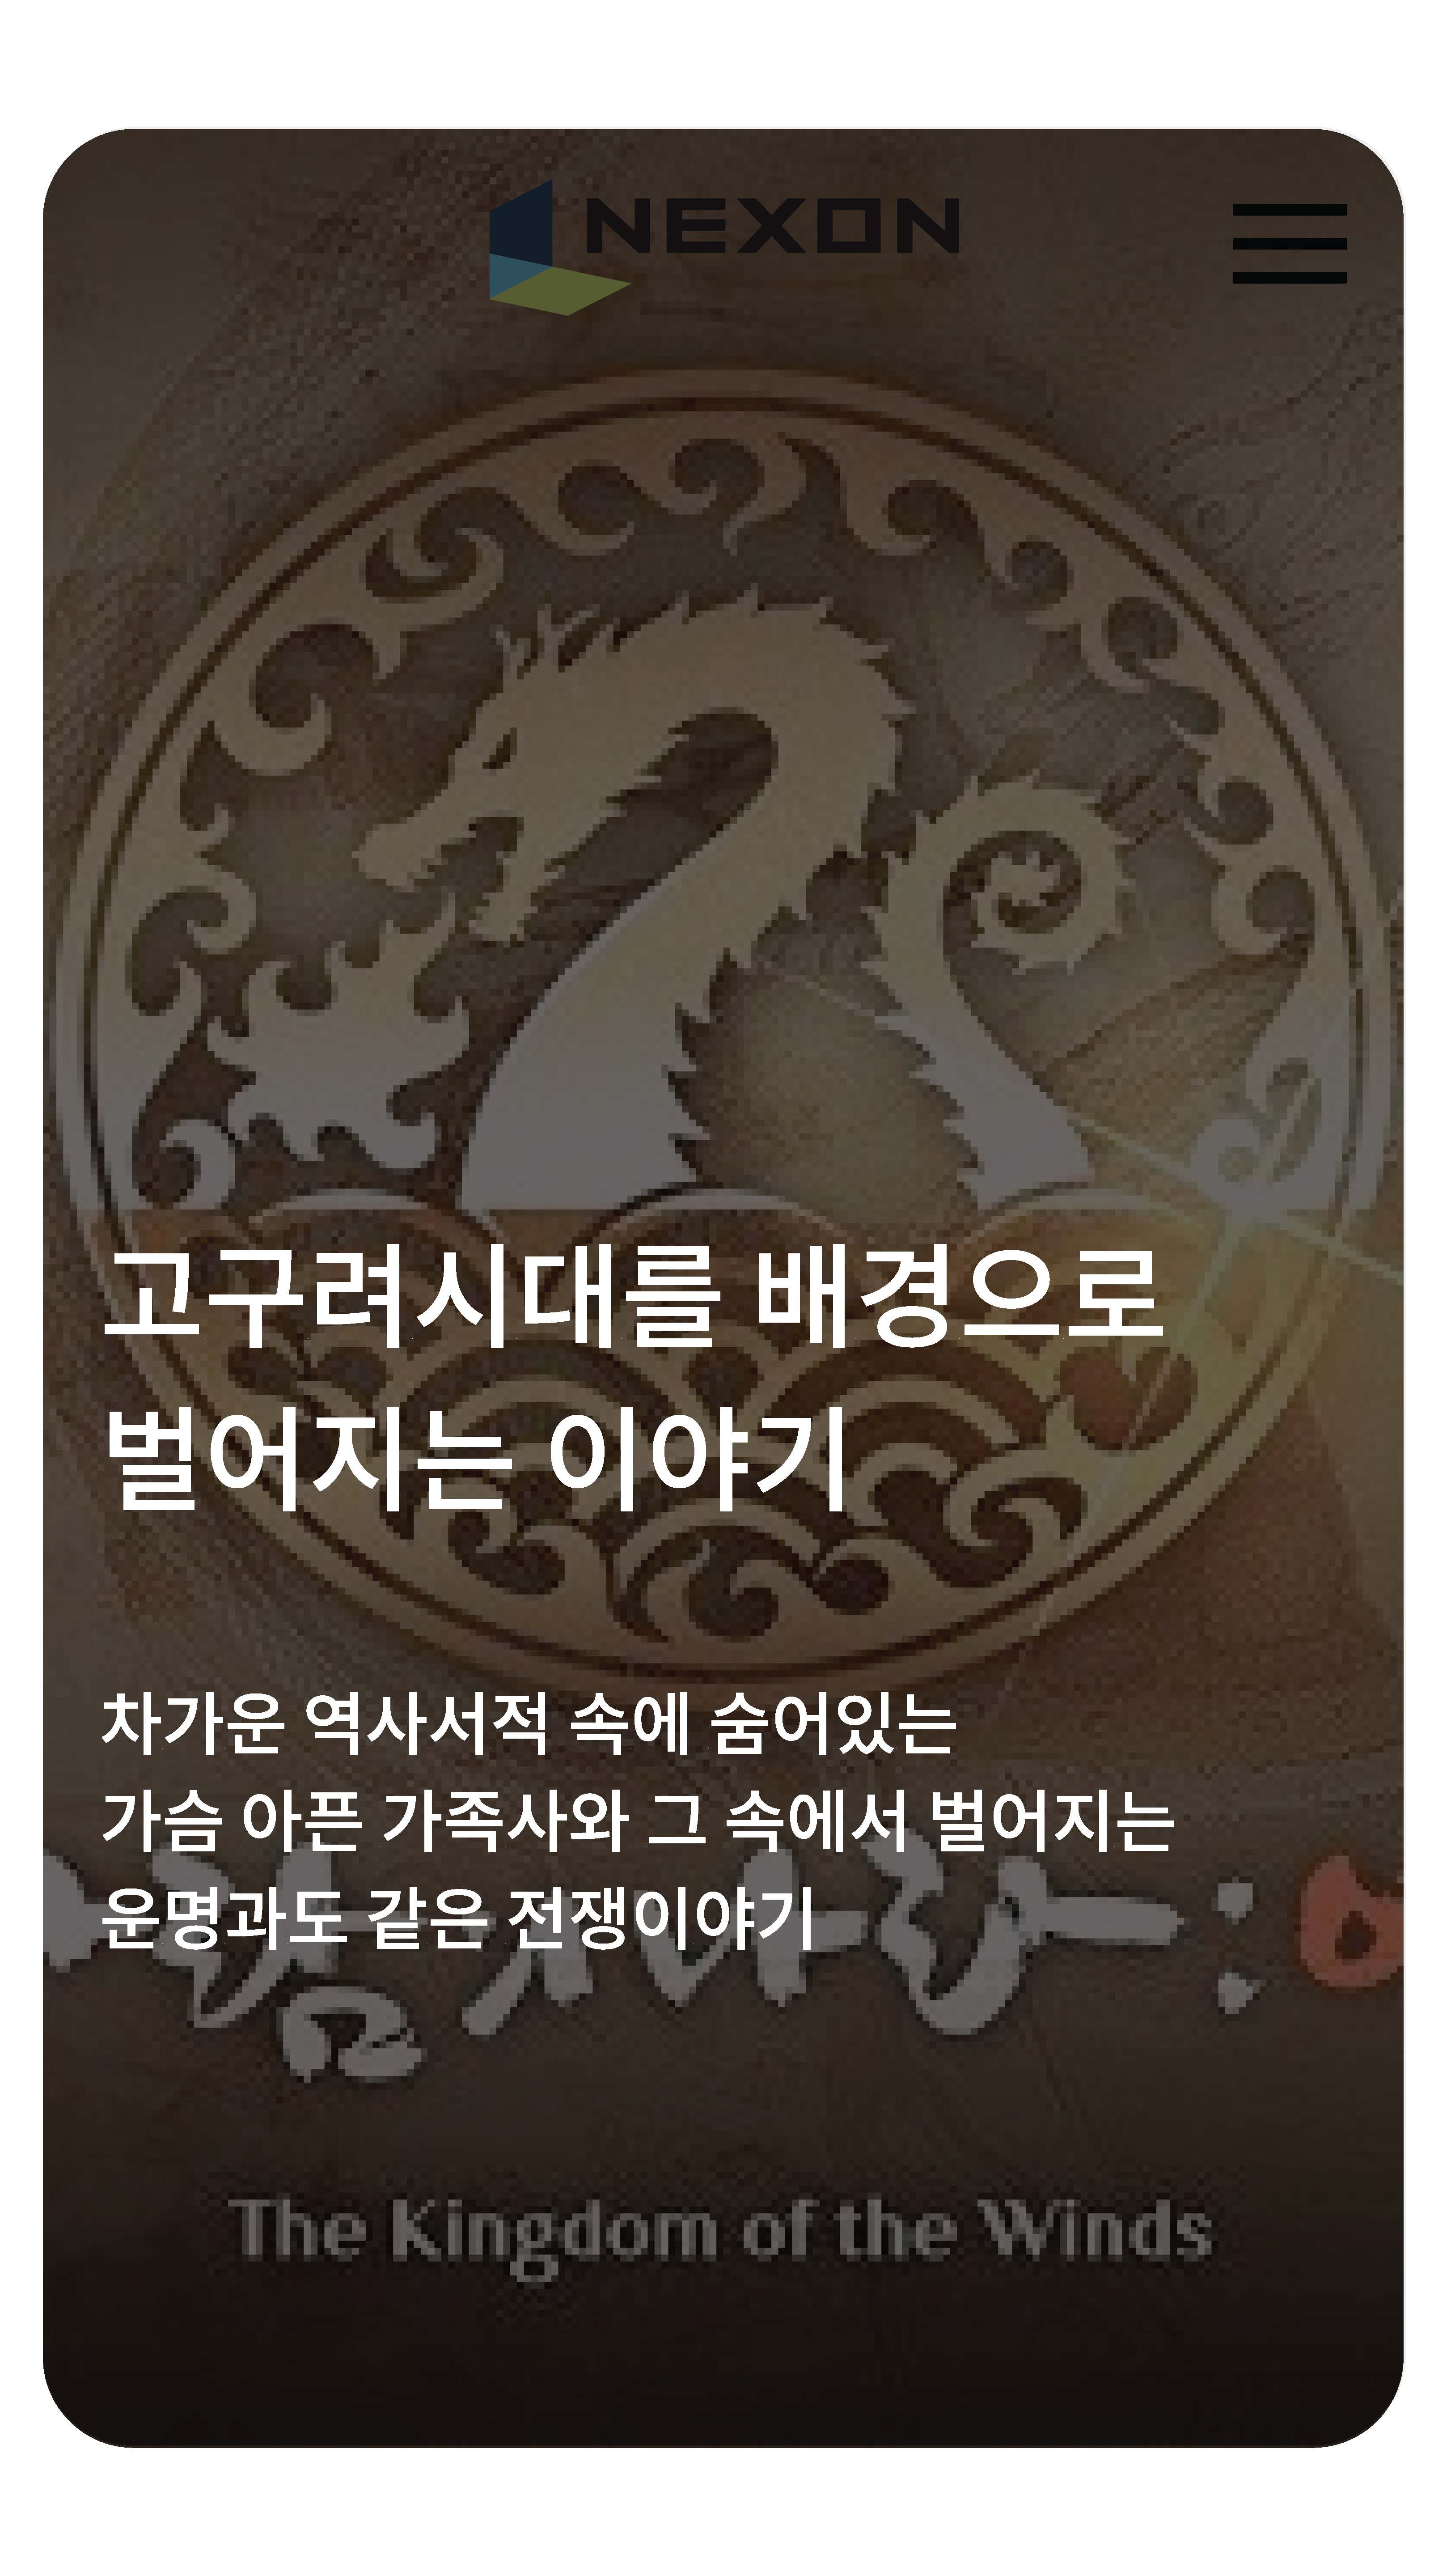 NEXON
고구려시대를 배경으로
벌어지는 이야기
차가운 역사서적 속에 숨어있는
가슴 아픈 가족사와 그 속에서 벌어지는
운명과도 같은 전쟁이야기
The Kingdom of the Winds